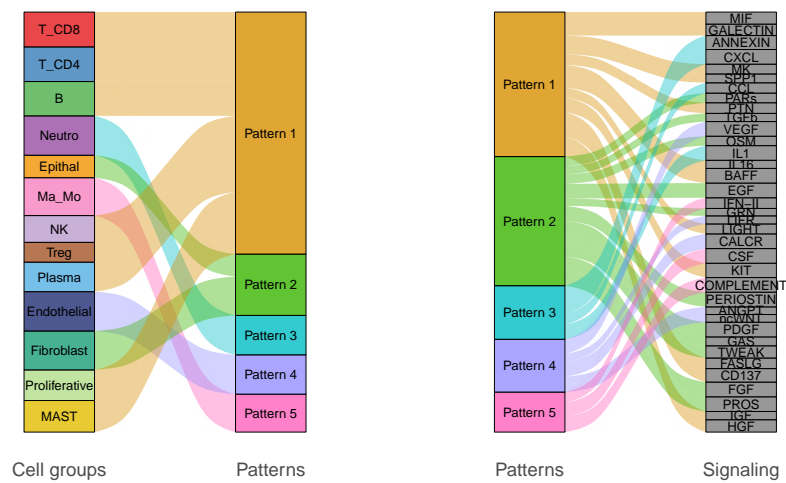 T_CD8
T_CD4
B
Neutro
Epithal
Ma_Mo
NK
Treg
Plasma
Endothelial
Fibroblast
Proliferative
MAST
Pattern 1
Pattern 2
Pattern 3
Pattern 4
Pattern 5
Cell groups
Patterns
Pattern 1
Pattern 2
Pattern 3
Pattern 4
Pattern 5
MIF
GALECTIN
ANNEXIN
CXCL
MK
SPP1
CCL
PARs
PTN
TGFb
VEGF
OSM
IL1
IL16
BAFF
EGF
IFN−II
GRN
LIFR
LIGHT
CALCR
CSF
KIT
COMPLEMENT
PERIOSTIN
ANGPT
ncWNT
PDGF
GAS
TWEAK
FASLG
CD137
FGF
PROS
IGF
HGF
Patterns
Signaling